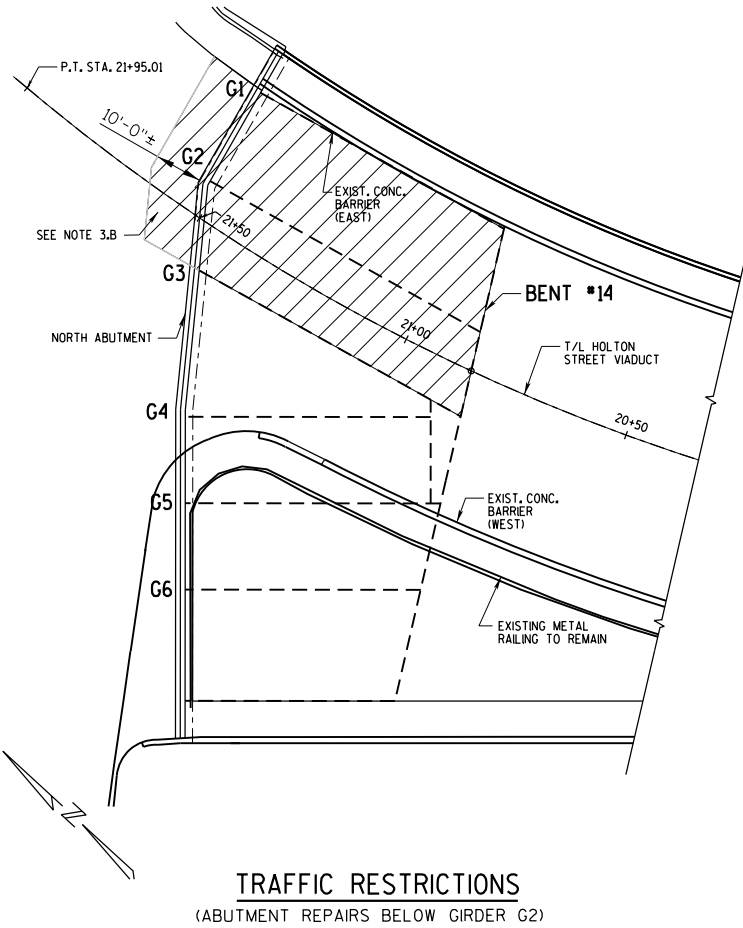 P.T. STA. 21+95.01
G1
10'-0"±
G2
EXIST. CONC.
BARRIER
(EAST)
SEE NOTE 3.B
21+50
G3
BENT #14
NORTH ABUTMENT
21+00
T/L HOLTON
STREET VIADUCT
G4
20+50
G5
EXIST. CONC.
BARRIER
(WEST)
G6
EXISTING METAL
RAILING TO REMAIN
N
TRAFFIC RESTRICTIONS
(ABUTMENT REPAIRS BELOW GIRDER G2)